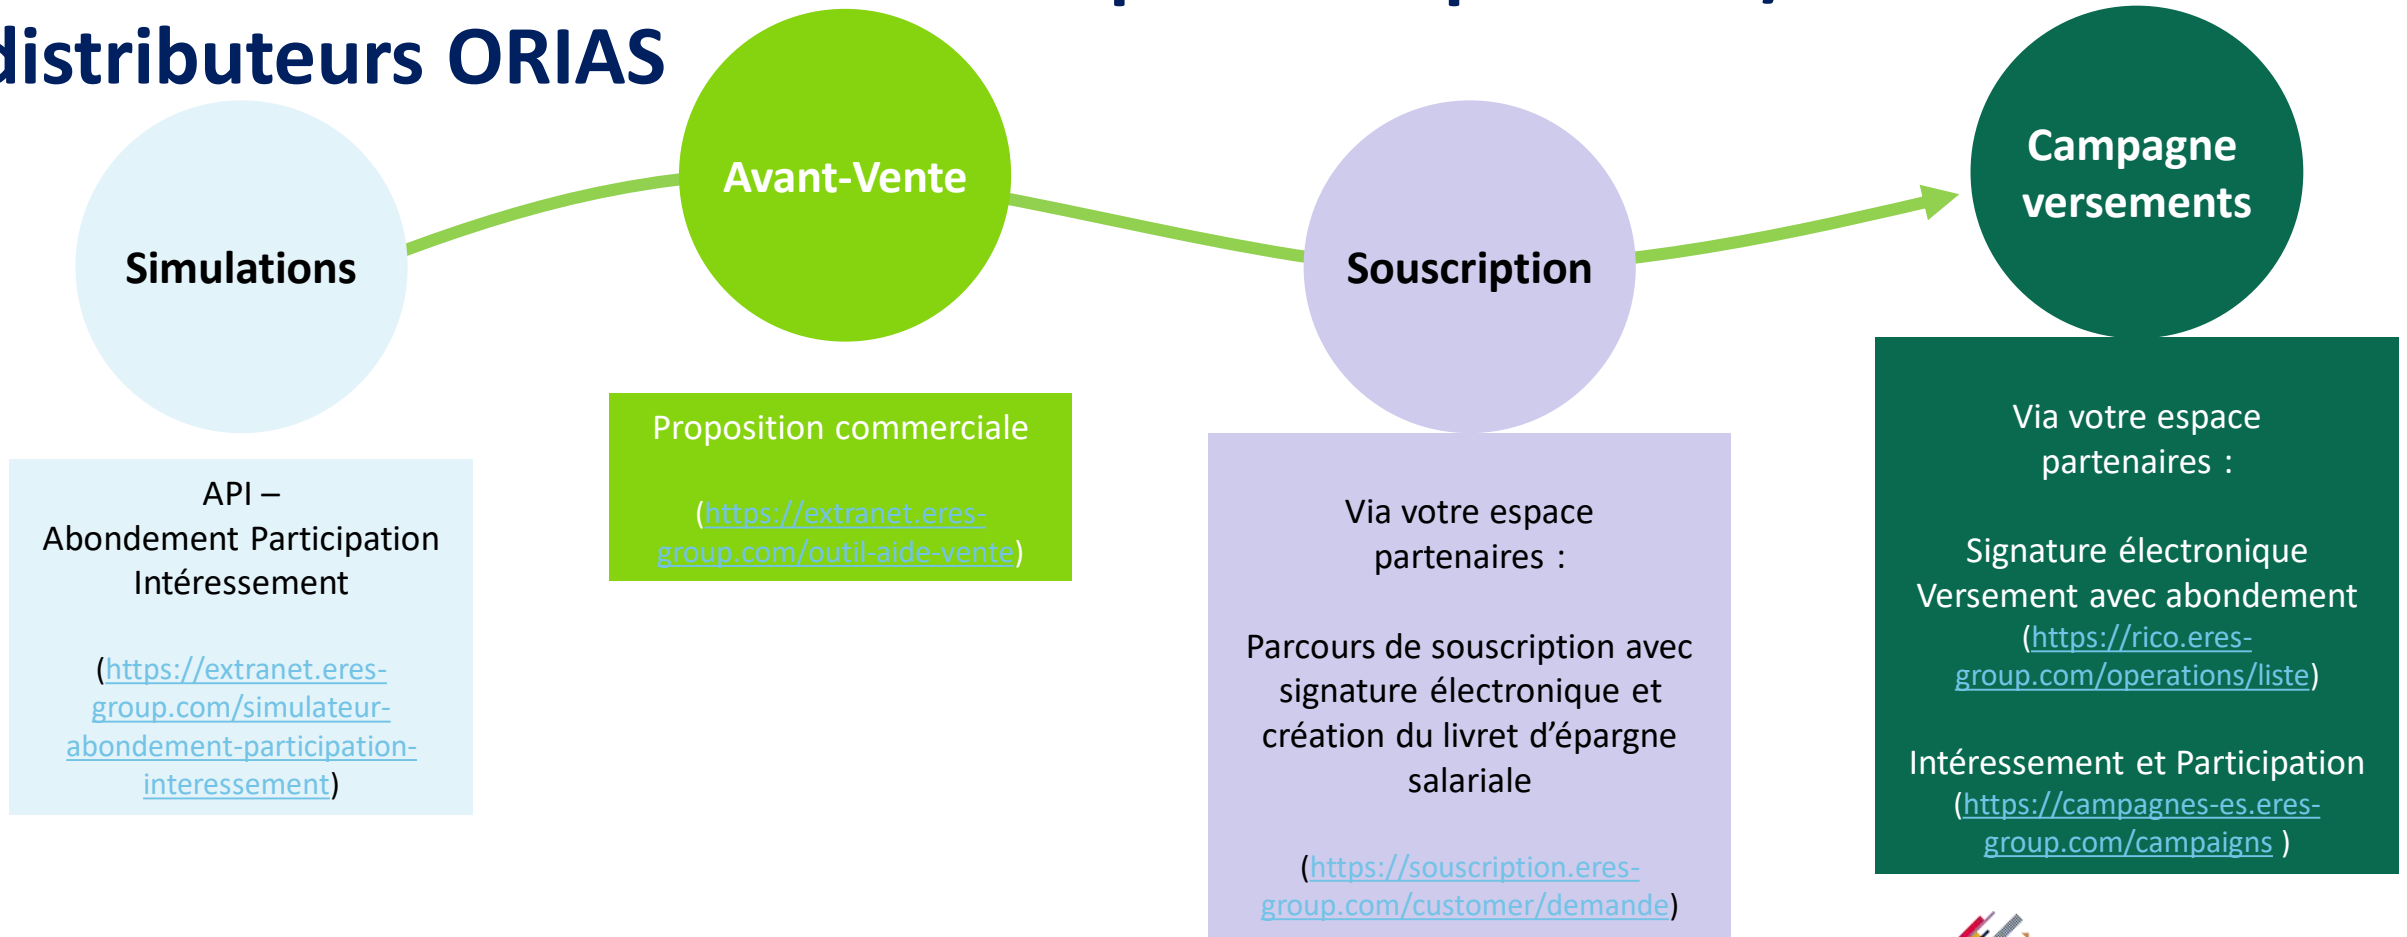 distributeurs ORIAS
Simulations
API –
Abondement Participation
Intéressement
(https://extranet.eres-
group.com/simulateur-
abondement-participation-
interessement)
Avant-Vente
Proposition commerciale
(https://extranet.eres-
group.com/outil-aide-vente)
Souscription
Via votre espace
partenaires :
Parcours de souscription avec
signature électronique et
création du livret d’épargne
salariale
(https://souscription.eres-
group.com/customer/demande)
Campagne
versements
Via votre espace
partenaires :
Signature électronique
Versement avec abondement
(https://rico.eres-
group.com/operations/liste)
Intéressement et Participation
(https://campagnes-es.eres-
group.com/campaigns )